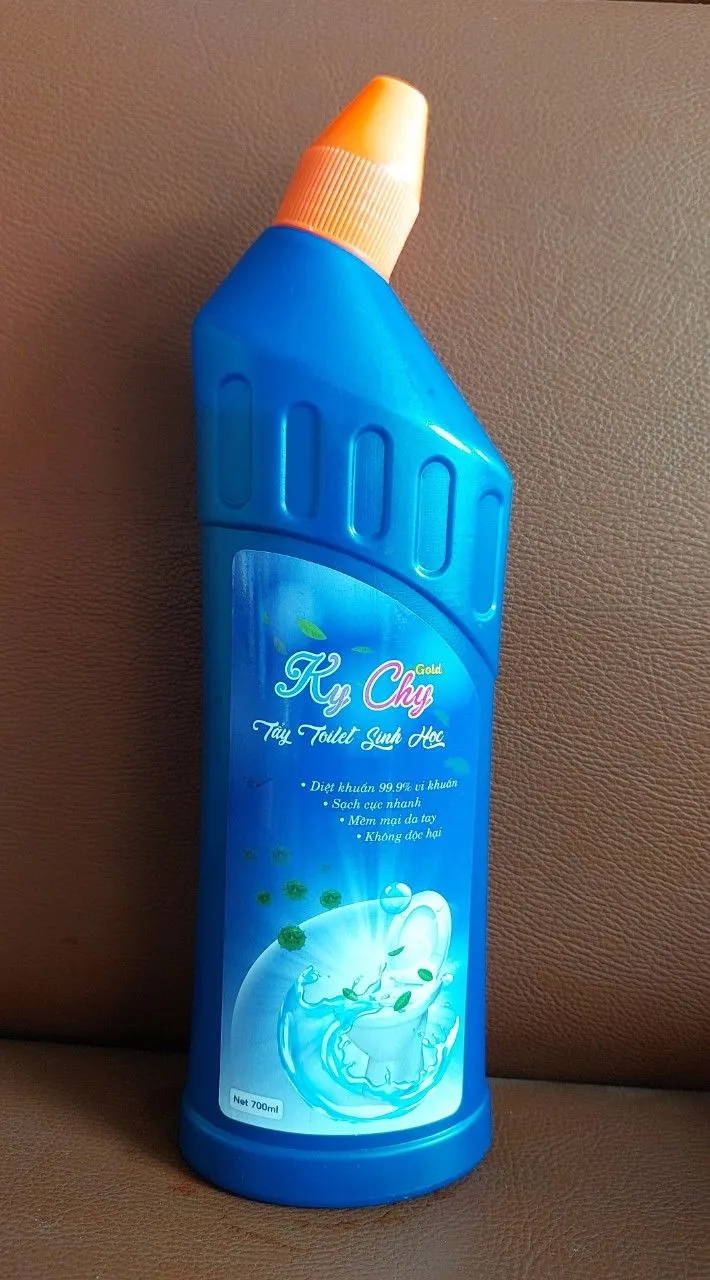 Ky Chy Gold
Tẩy Toilet Sinh Học
• Diệt khuẩn 99.9% vi khuẩn
• Sạch cực nhanh
• Mềm mại da tay
• Không độc hại
Net 700ml